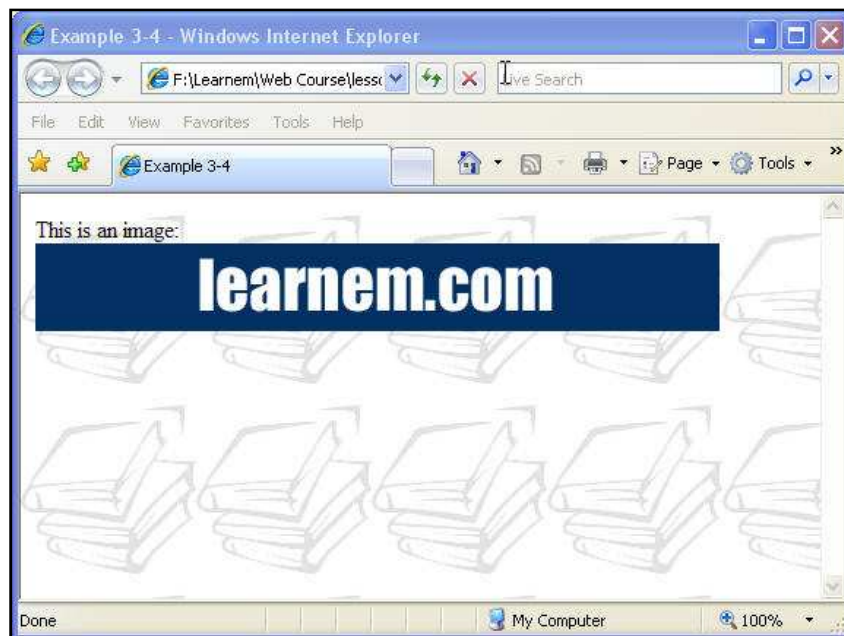 Example 3-4 - Windows Internet Explorer
F:\Learnem\Web Course\less Live Search
File Edit View Favorites Tools Help
Example 3-4 Page Tools »
This is an image:
learnem.com
Done My Computer 100%